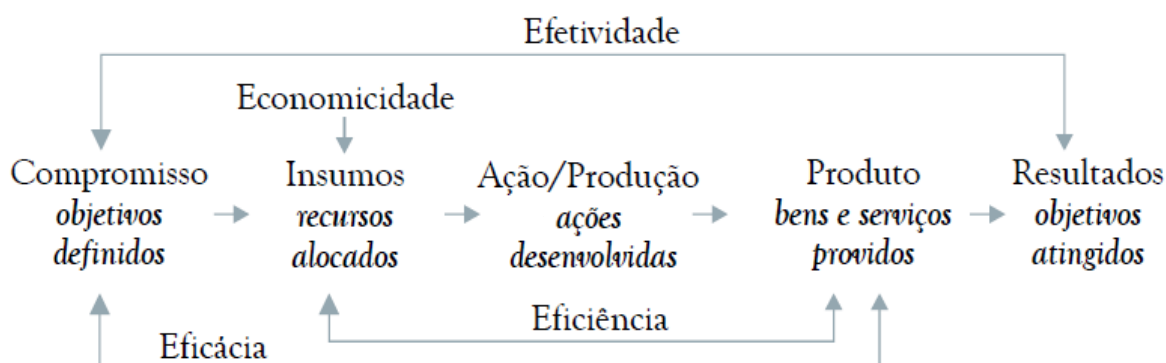 Efetividade
Economicidade
Compromisso
objetivos
definidos
Insumos
recursos
alocados
Ação/Produção
ações
desenvolvidas
Produto
bens e serviços
providos
Resultados
objetivos
atingidos
Eficiência
Eficácia